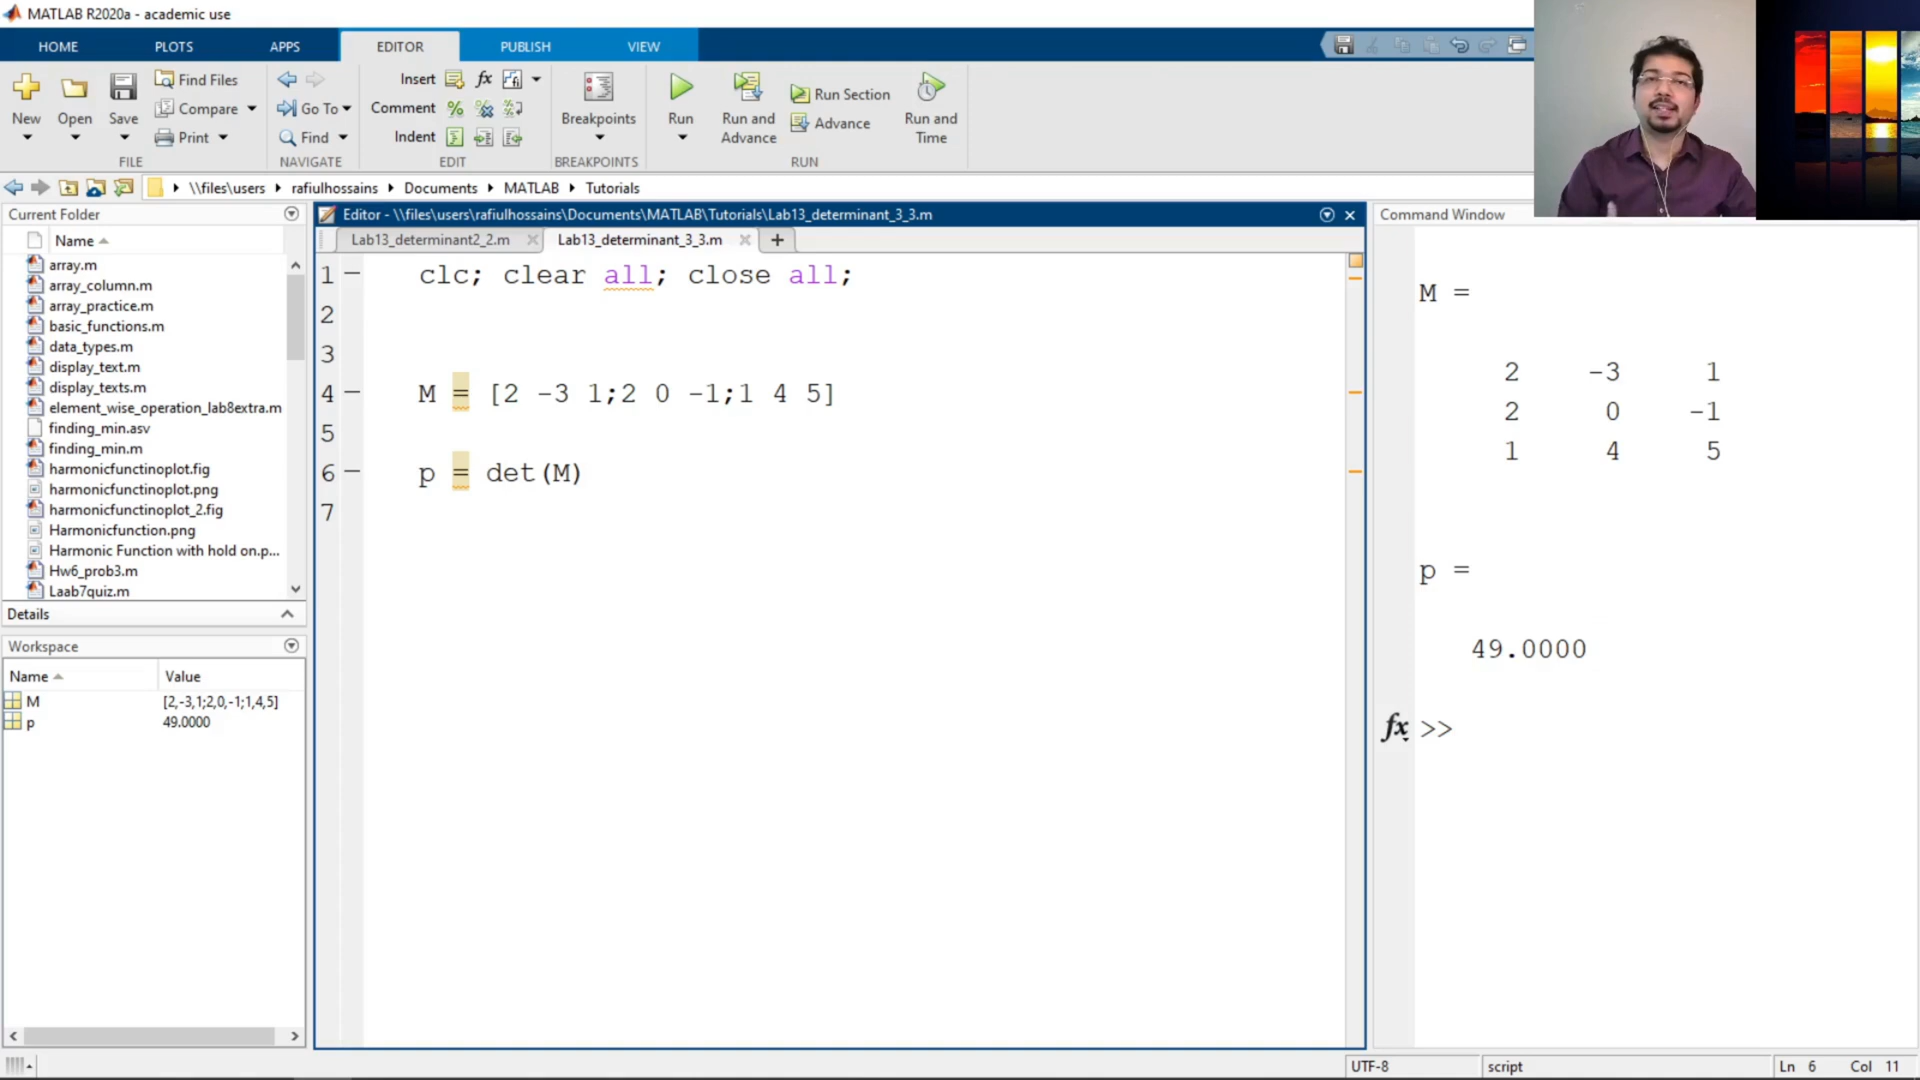 MATLAB R2020a - academic use
HOME
PLOTS
APPS
EDITOR
PUBLISH
VIEW
New
Open
Save
Find Files
Compare
Print
FILE
Go To
Find
NAVIGATE
Insert
fx
Comment
%
Indent
EDIT
Breakpoints
BREAKPOINTS
Run
Run and Advance
Run Section
Advance
Run and Time
RUN
\\files\users
rafiulhossains
Documents
MATLAB
Tutorials
Current Folder
Name
array.m
array_column.m
array_practice.m
basic_functions.m
data_types.m
display_text.m
display_texts.m
element_wise_operation_lab8extra.m
finding_min.asv
finding_min.m
harmonicfunctinoplot.fig
harmonicfunctinoplot.png
harmonicfunctinoplot_2.fig
Harmonicfunction.png
Harmonic Function with hold on.p...
Hw6_prob3.m
Laab7quiz.m
Details
Workspace
Name Value
M [2,-3,1;2,0,-1;1,4,5]
p 49.0000
Editor - \\files\users\rafiulhossains\Documents\MATLAB\Tutorials\Lab13_determinant_3_3.m
Lab13_determinant2_2.m
Lab13_determinant_3_3.m
1 clc; clear all; close all;
2
3
4 M = [2 -3 1;2 0 -1;1 4 5]
5
6 p = det(M)
7
Command Window
M =
2 -3 1
2 0 -1
1 4 5
p =
49.0000
fx >>
UTF-8
script
Ln 6 Col 11